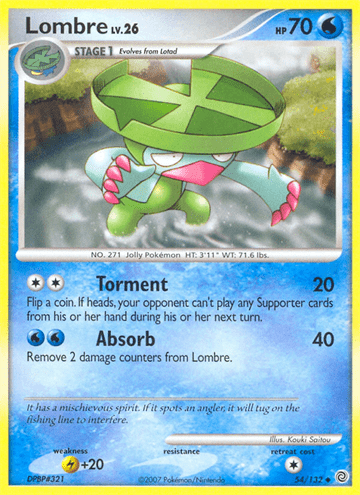 Lombre LV.26 HP 70
STAGE 1 Evolves from Lotad
NO. 271 Jolly Pokémon HT: 3'11" WT: 71.6 lbs.
Torment 20
Flip a coin. If heads, your opponent can't play any Supporter cards
from his or her hand during his or her next turn.
Absorb 40
Remove 2 damage counters from Lombre.
It has a mischievous spirit. If it spots an angler, it will tug on the
fishing line to interfere.
Illus. Kouki Saitou
weakness resistance retreat cost
+20
DPBP#321 ©2007 Pokémon/Nintendo 54/132